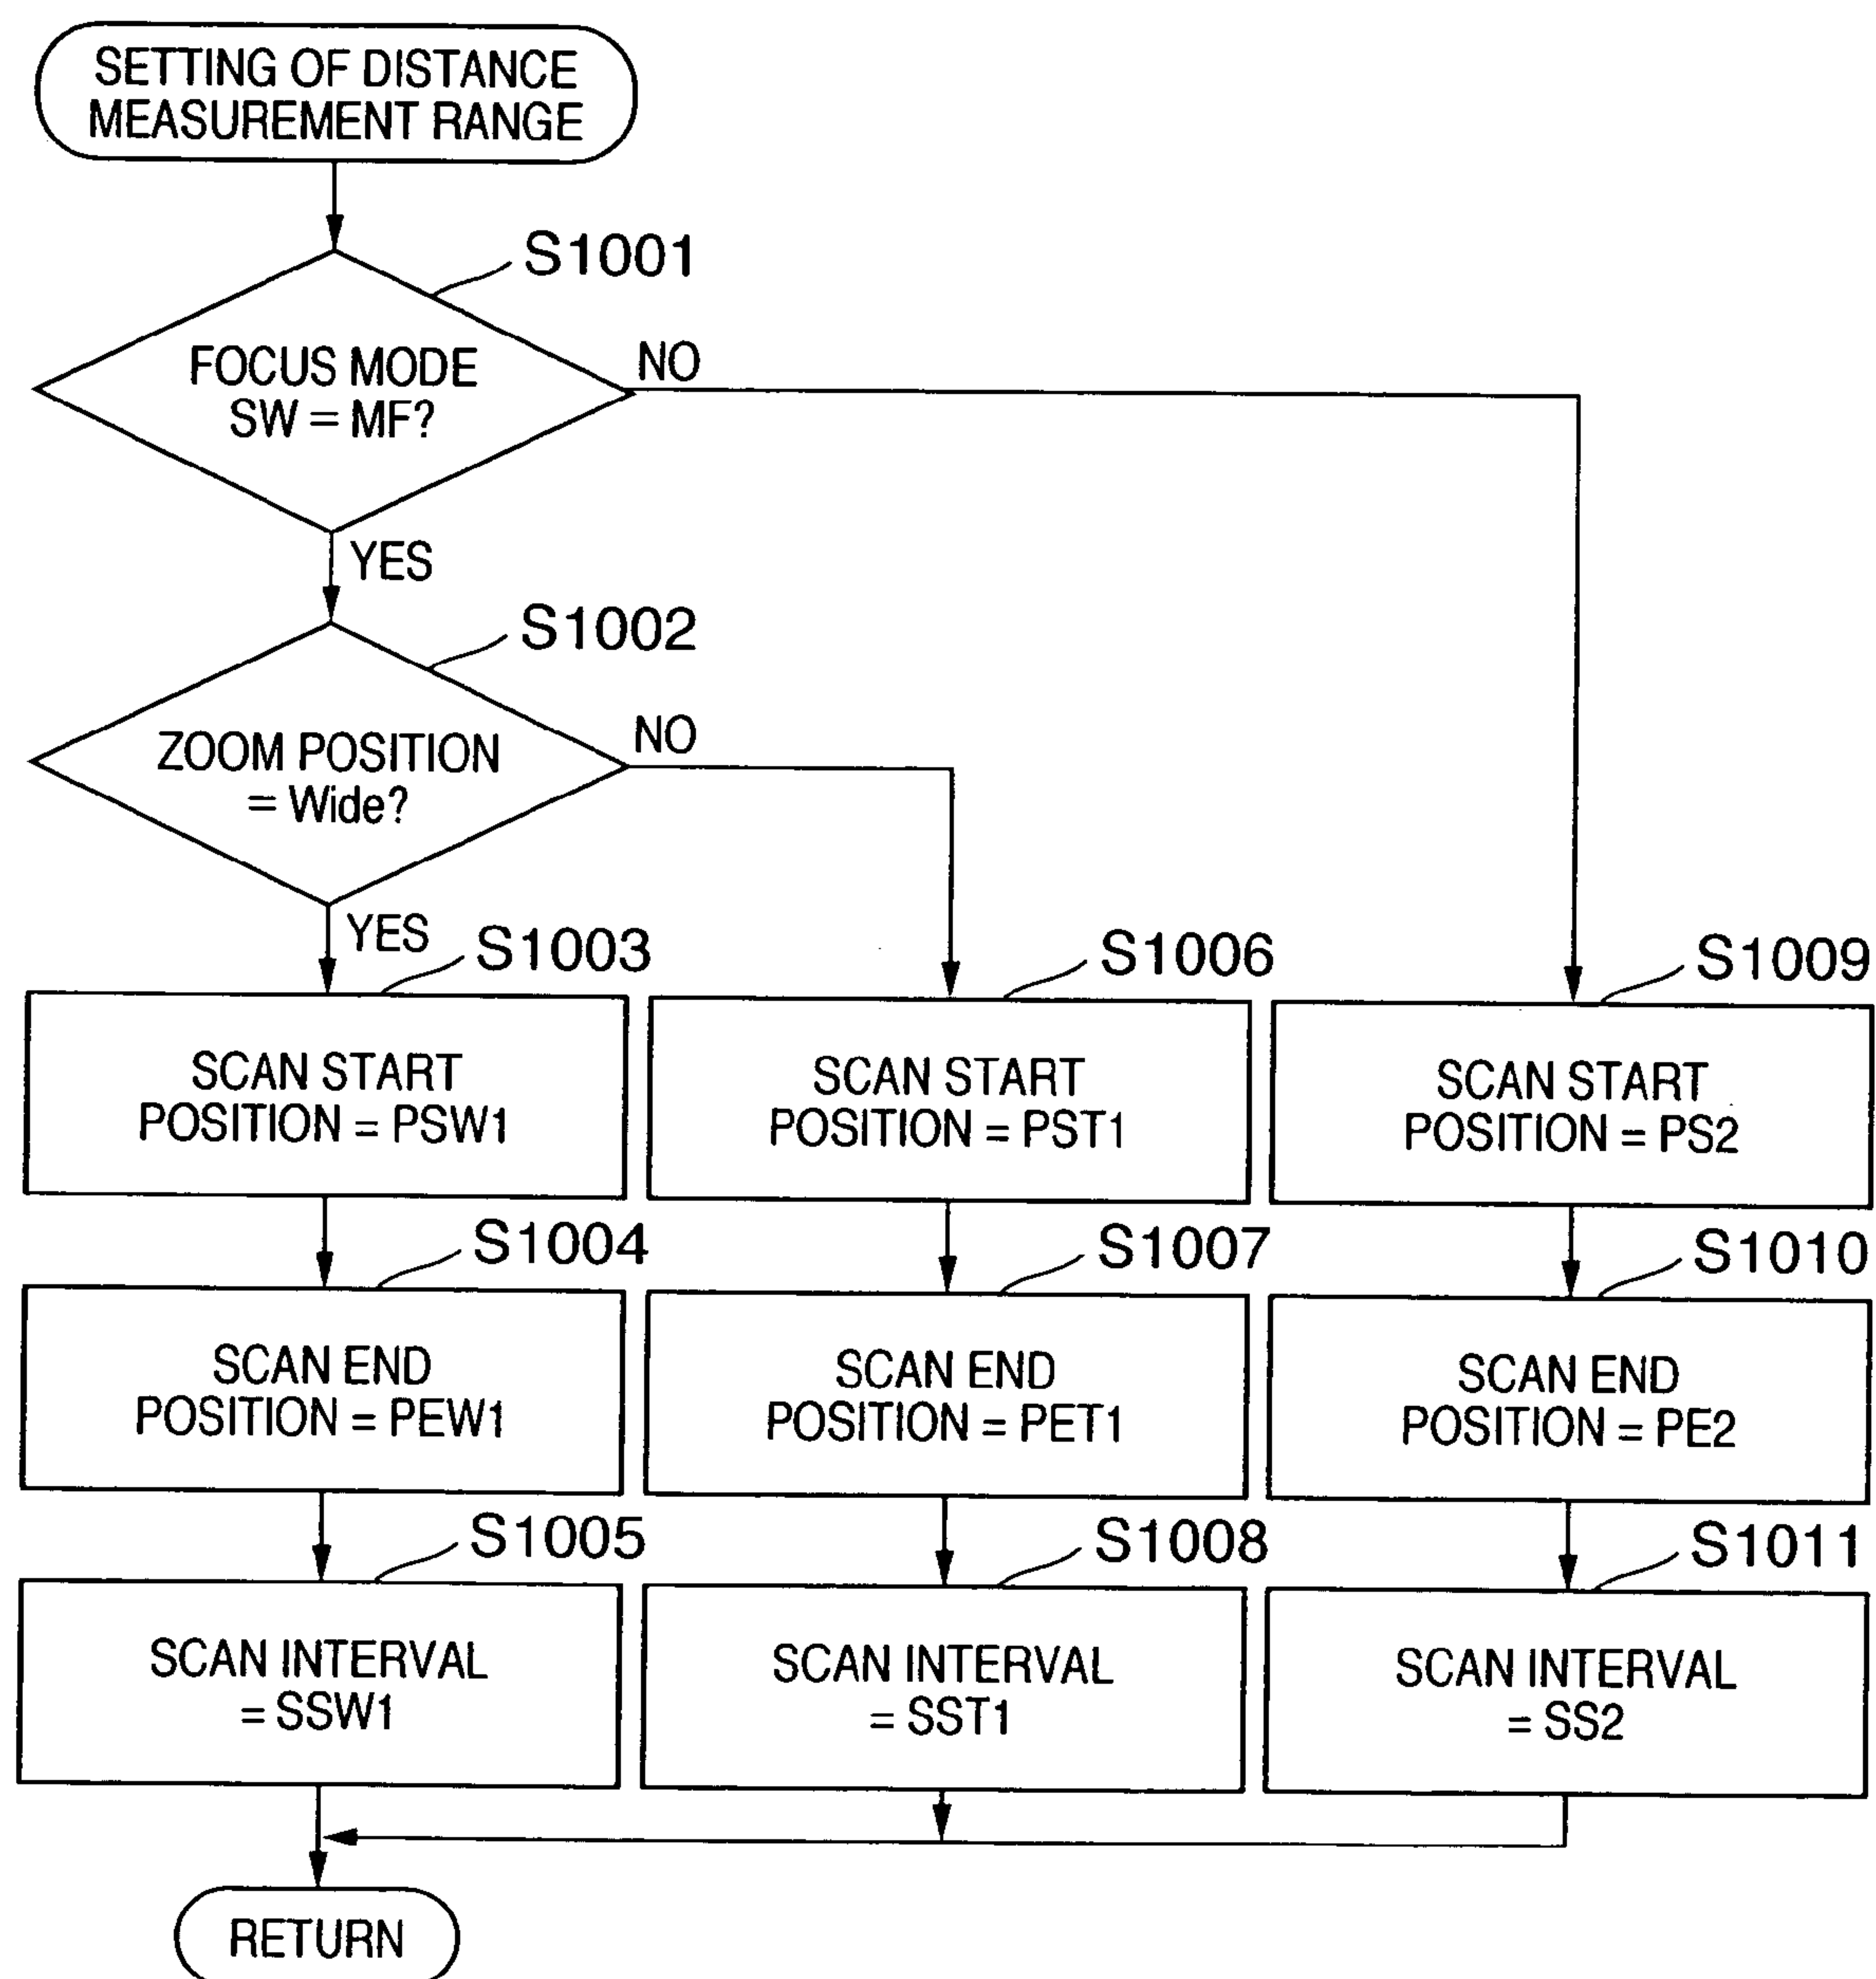 SETTING OF DISTANCE
MEASUREMENT RANGE
S1001
FOCUS MODE
SW = MF?
NO
YES
S1002
ZOOM POSITION
= Wide?
NO
YES
S1003
SCAN START
POSITION = PSW1
S1006
SCAN START
POSITION = PST1
S1009
SCAN START
POSITION = PS2
S1004
SCAN END
POSITION = PEW1
S1007
SCAN END
POSITION = PET1
S1010
SCAN END
POSITION = PE2
S1005
SCAN INTERVAL
= SSW1
S1008
SCAN INTERVAL
= SST1
S1011
SCAN INTERVAL
= SS2
RETURN